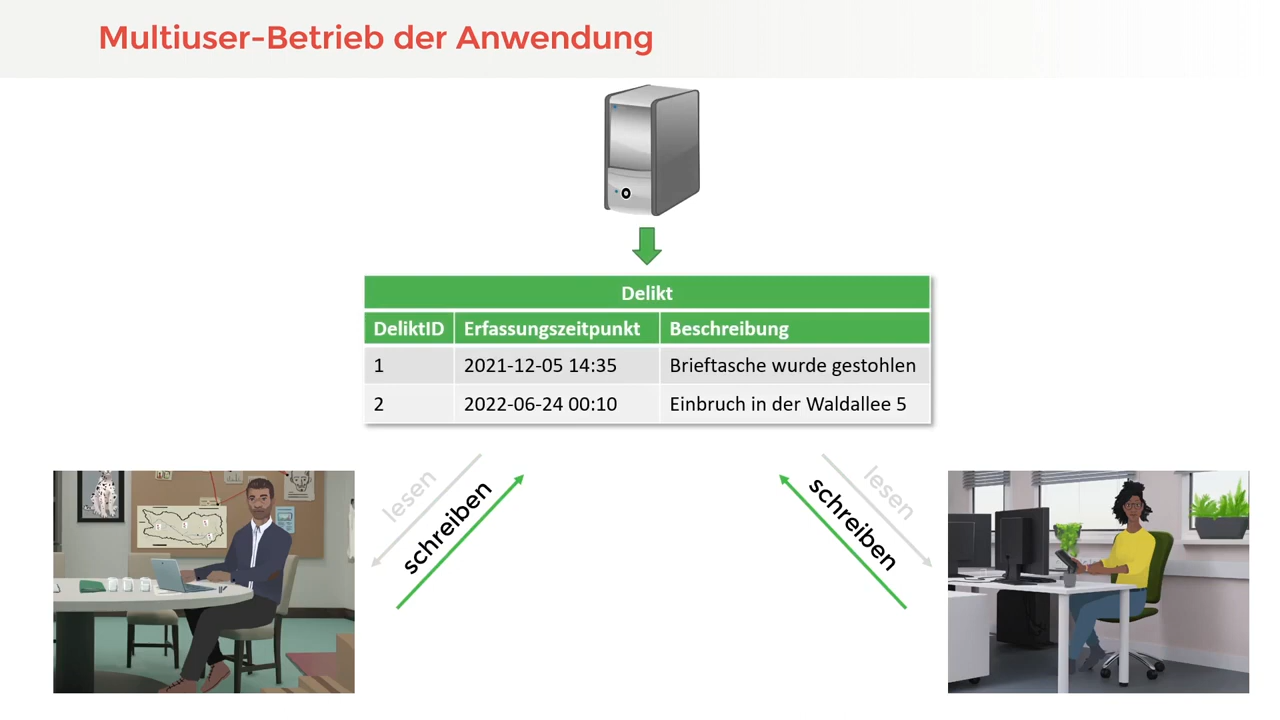 Multiuser-Betrieb der Anwendung
Delikt
DeliktID Erfassungszeitpunkt Beschreibung
1 2021-12-05 14:35 Brieftasche wurde gestohlen
2 2022-06-24 00:10 Einbruch in der Waldallee 5
lesen
schreiben
schreiben
lesen